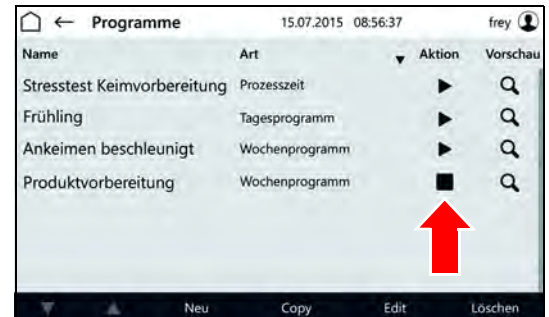 Programme 15.07.2015 08:56:37 frey
Name Art Aktion Vorschau
Stresstest Keimvorbereitung Prozesszeit
Frühling Tagesprogramm
Ankeimen beschleunigt Wochenprogramm
Produktvorbereitung Wochenprogramm
Neu Copy Edit Löschen